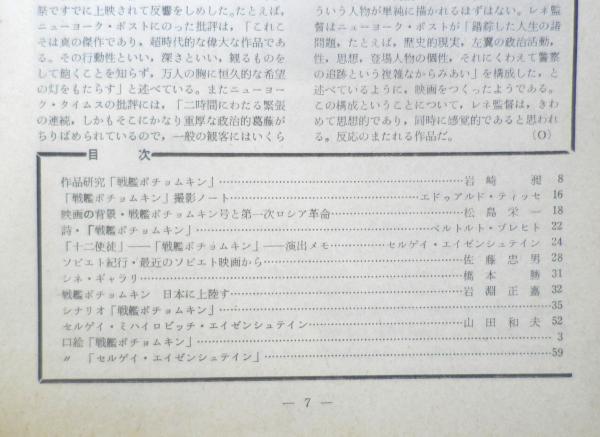 歴ですでに上映されて反響をしめした。たとえば、
ニューヨーク・ポストにのった批評は、「これこ
そは真の傑作であり、超時代的な偉大な作品であ
る。その行動性といい、深さといい、観るものを
して飽くことを知らず、万人の胸に恒久的な希望
の灯をもたらす」と述べている。またニューヨー
ク・タイムスの批評には、「二時間にわたる緊張
の連続、しかもそこにかなり重厚な政治的葛藤が
ちりばめられているので、一般の観客にはいくら
ういう人物が単純に描かれるはずはない。レネ監
督はニューヨーク・ポストが「錯綜した人生の諸
問題、たとえば、歴史的現実、左翼の政治活動、
性、思想、登場人物の個性、それにくわえて警察
の追跡という複雑なからみあい」を構成した、と
述べているように、映画をつくったようである。
この構成ということについて、レネ監督は、きわ
めて思想的であり、同時に感覚的であると思われ
る。反応のまたれる作品だ。 (O)
目 次
作品研究「戦艦ポチョムキン」…岩崎昶 8
「戦艦ポチョムキン」撮影ノート…エドゥアルド・ティッセ 16
映画の背景・戦艦ポチョムキン号と第一次ロシア革命…松島栄一 18
詩・「戦艦ポチョムキン」…ベルトルト・ブレヒト 22
「十二使徒」――「戦艦ポチョムキン」――演出メモ…セルゲイ・エイゼンシュテイン 24
ソビエト紀行・最近のソビエト映画から…佐藤忠男 28
シネ・ギャラリ…橋本勝 31
戦艦ポチョムキン 日本に上陸す…岩淵正嘉 32
シナリオ「戦艦ポチョムキン」…35
セルゲイ・ミハイロビッチ・エイゼンシュテイン…山田和夫 52
口絵「戦艦ポチョムキン」…3
〃 「セルゲイ・エイゼンシュテイン」…59
— 7 —